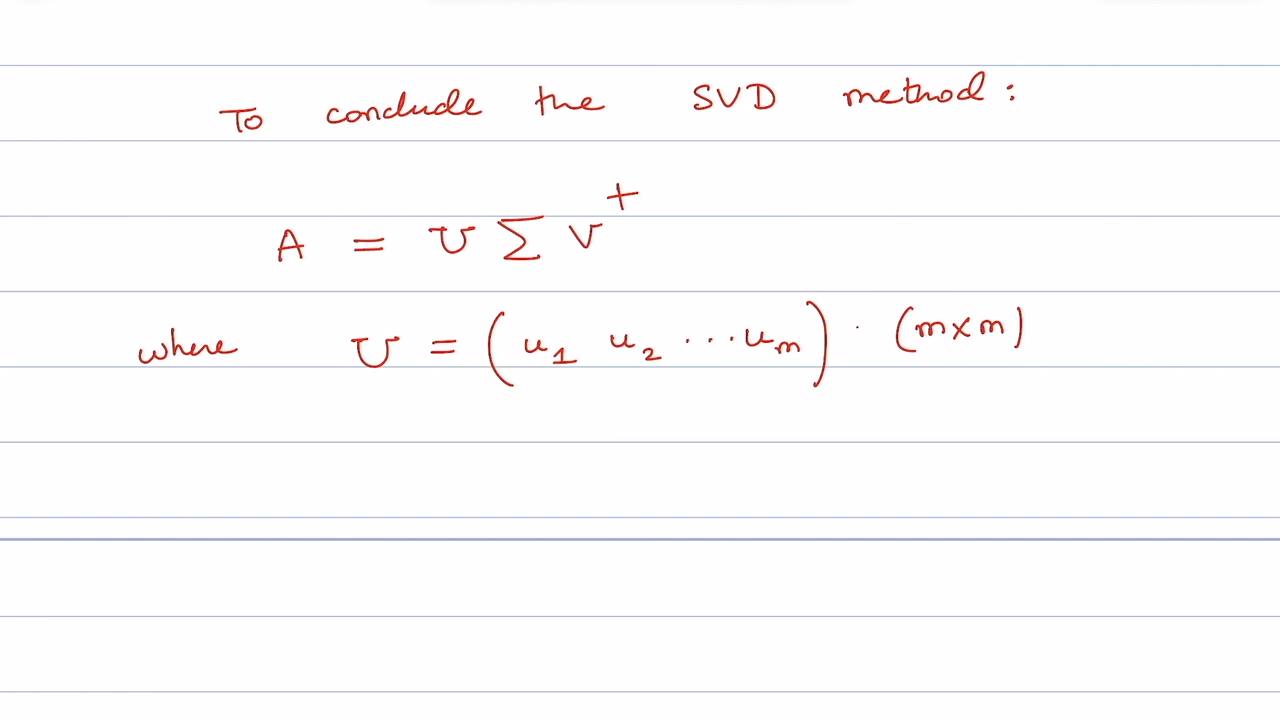 To conclude the SVD method:
A = U Σ V⁺
where U = (u₁ u₂ ... uₘ) · (m×m)